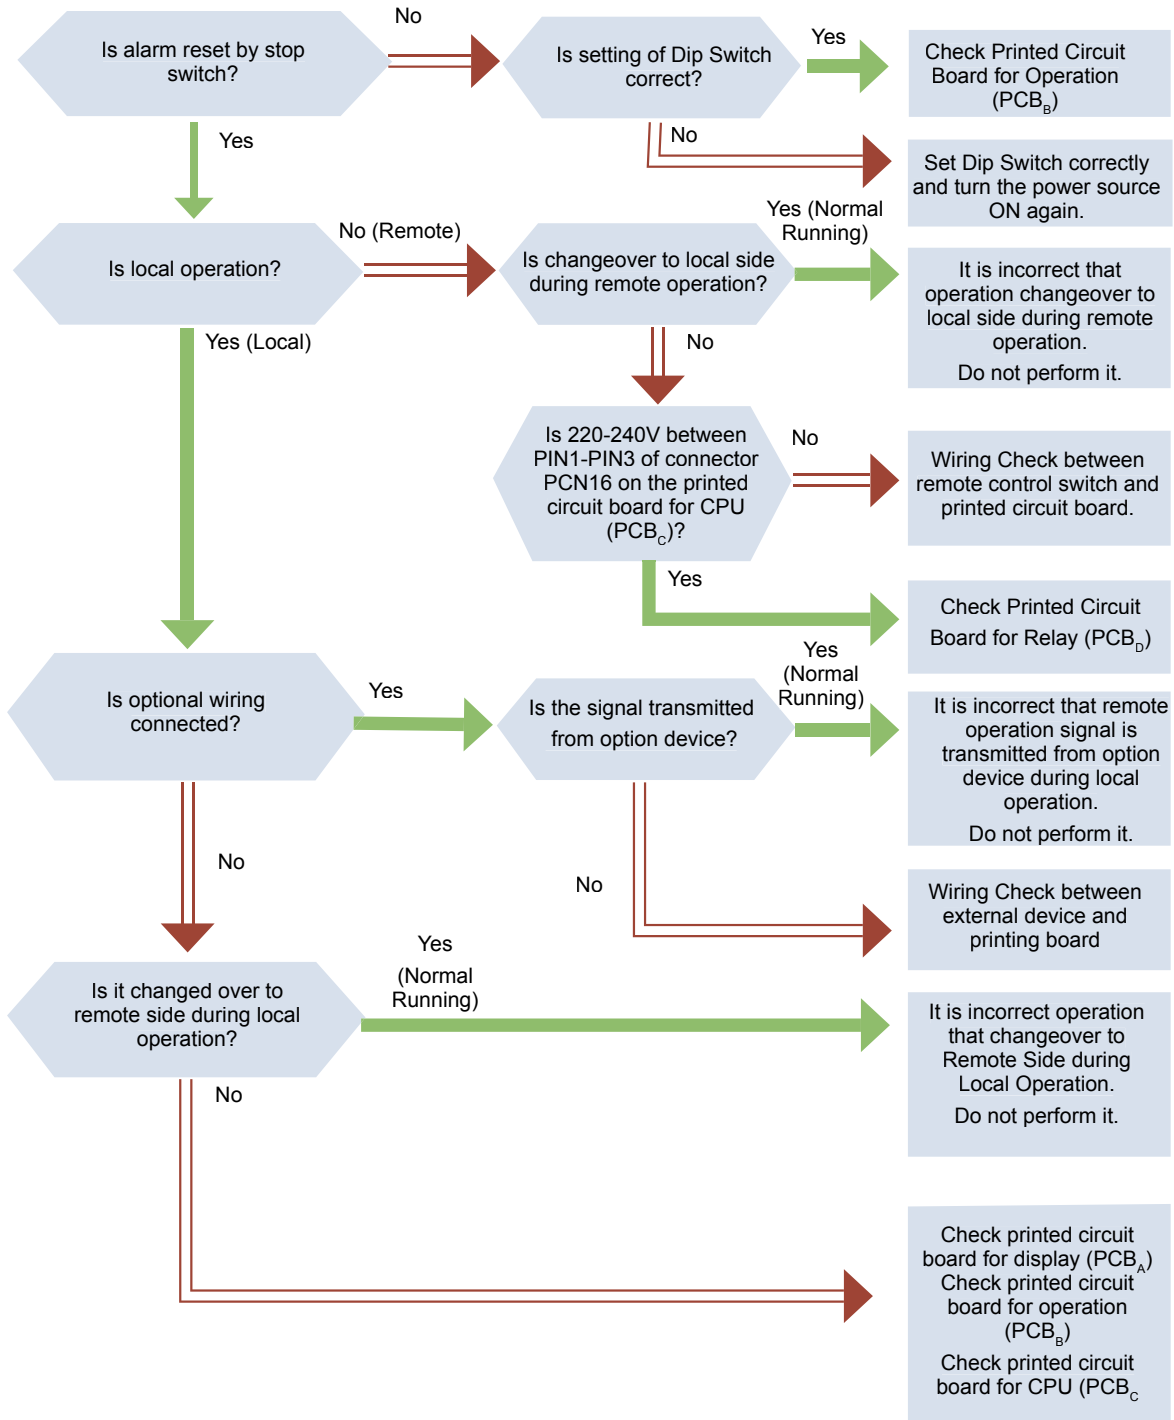 Is alarm reset by stop
switch?
No
Is setting of Dip Switch
correct?
Yes
Check Printed Circuit
Board for Operation
(PCB_B)
Yes
No
Set Dip Switch correctly
and turn the power source
ON again.
Is local operation?
No (Remote)
Is changeover to local side
during remote operation?
Yes (Normal
Running)
It is incorrect that
operation changeover to
local side during remote
operation.
Do not perform it.
Yes (Local)
No
Is 220-240V between
PIN1-PIN3 of connector
PCN16 on the printed
circuit board for CPU
(PCB_C)?
No
Wiring Check between
remote control switch and
printed circuit board.
Yes
Check Printed Circuit
Board for Relay (PCB_D)
Is optional wiring
connected?
Yes
Is the signal transmitted
from option device?
Yes
(Normal
Running)
It is incorrect that remote
operation signal is
transmitted from option
device during local
operation.
Do not perform it.
No
No
Wiring Check between
external device and
printing board
Is it changed over to
remote side during local
operation?
Yes
(Normal
Running)
It is incorrect operation
that changeover to
Remote Side during
Local Operation.
Do not perform it.
No
Check printed circuit
board for display (PCB_A)
Check printed circuit
board for operation
(PCB_B)
Check printed circuit
board for CPU (PCB_C